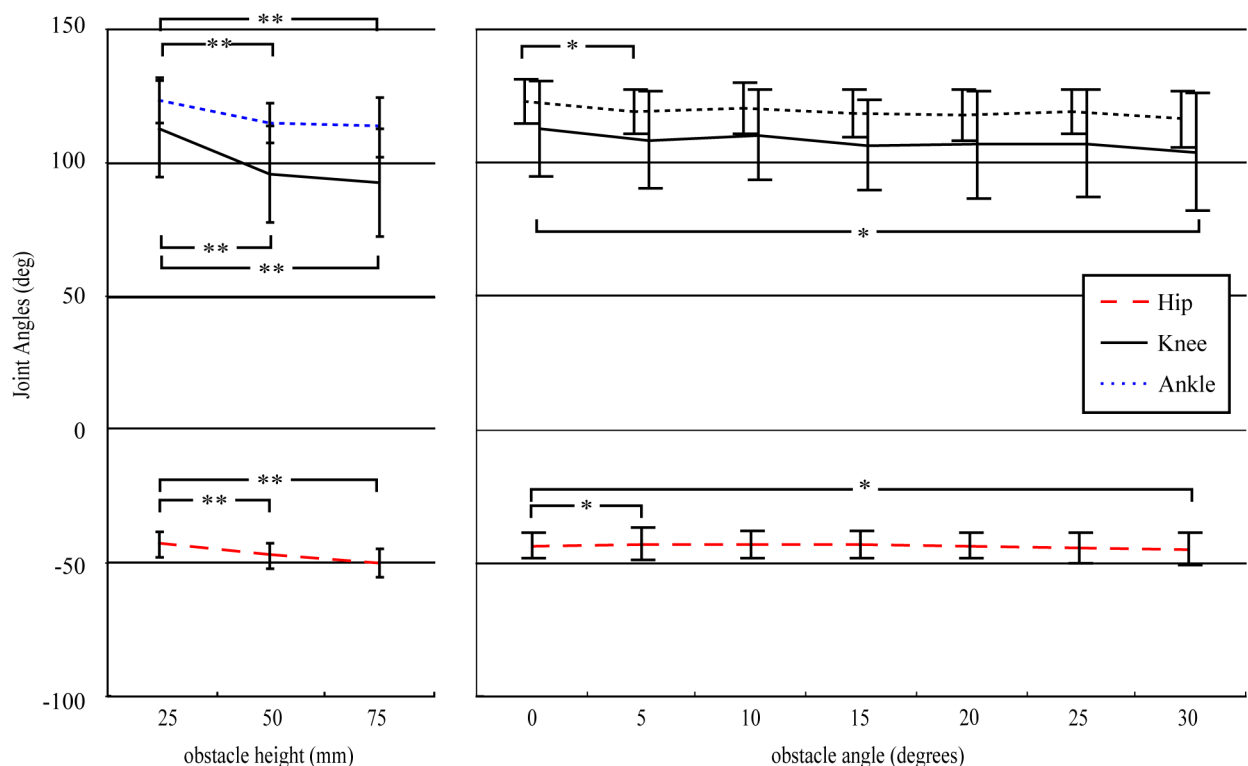 150
100
50
0
-50
-100
Joint Angles (deg)
**
**
**
**
**
**
25 50 75
obstacle height (mm)
*
*
*
*
Hip
Knee
Ankle
0 5 10 15 20 25 30
obstacle angle (degrees)